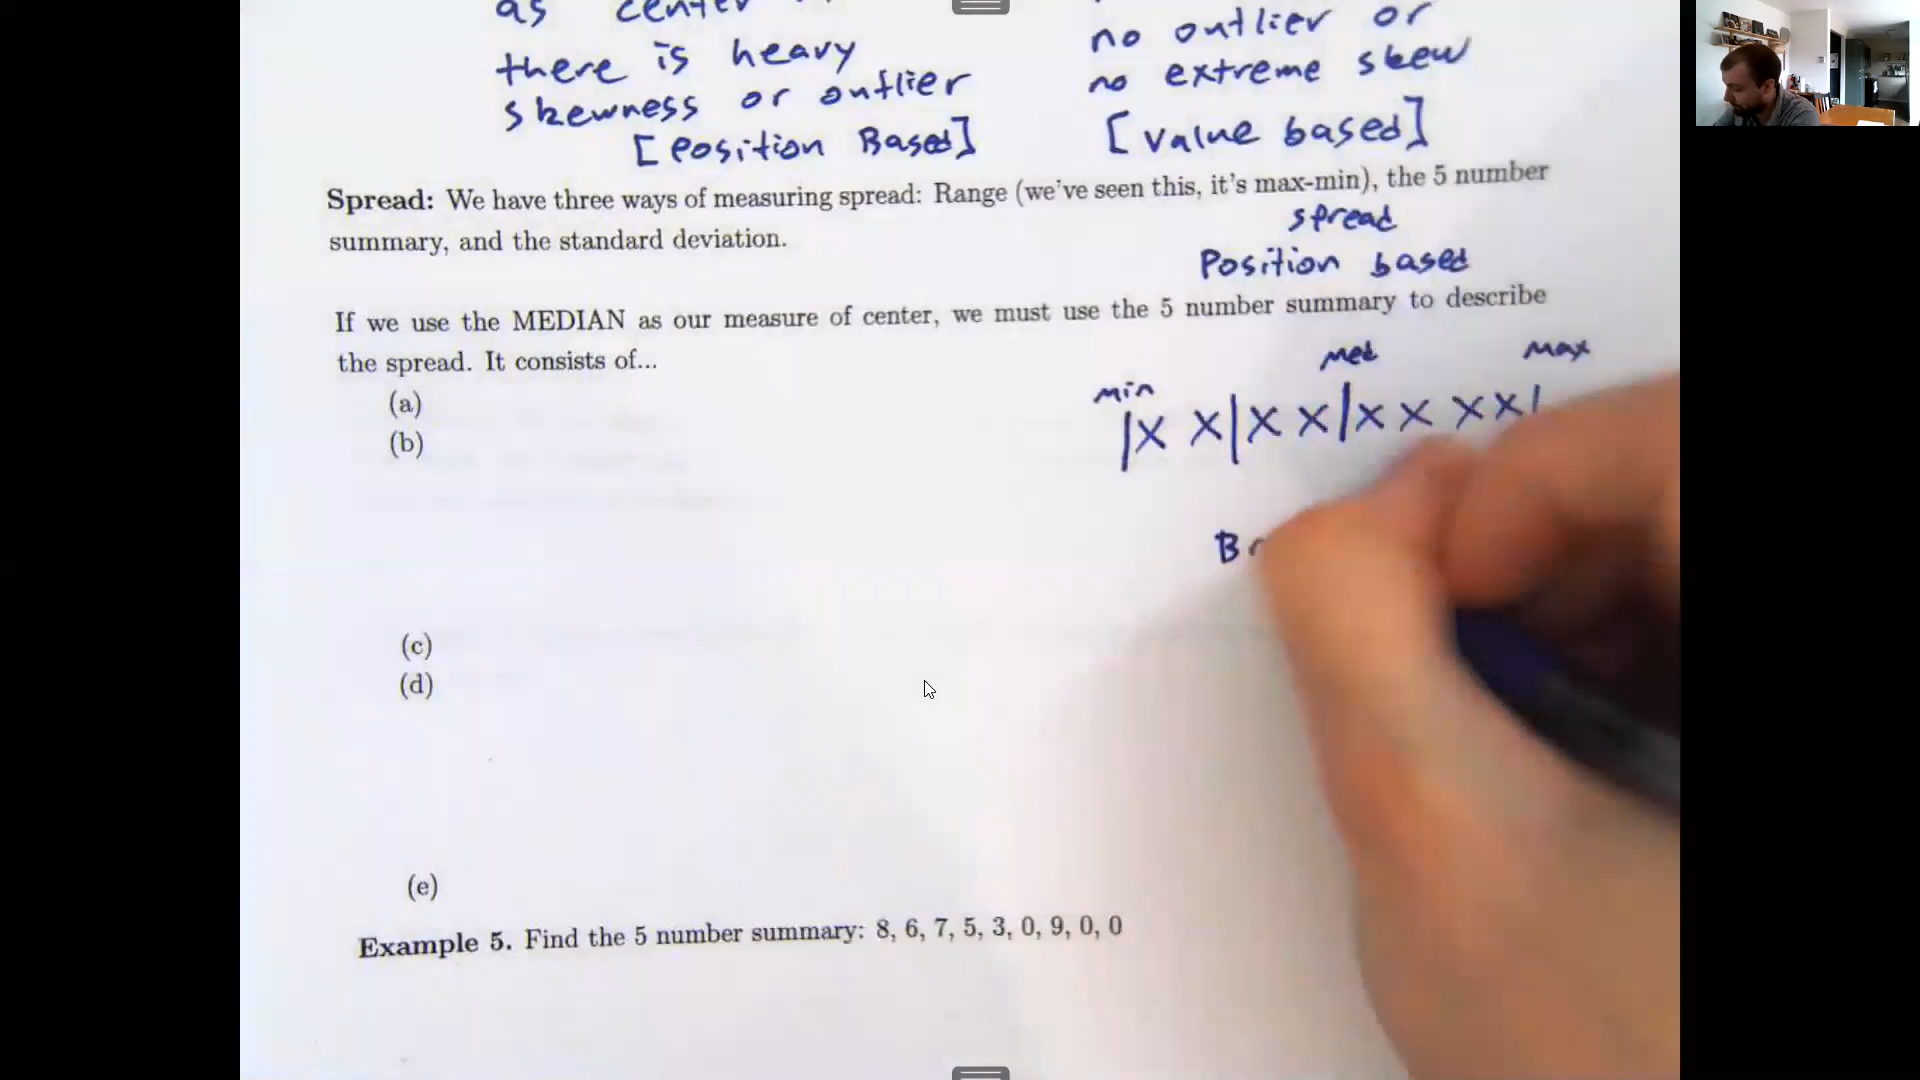 as center
there is heavy
skewness or outlier
[Position Based]
no outlier or
no extreme skew
[value based]
Spread: We have three ways of measuring spread: Range (we've seen this, it's max-min), the 5 number
summary, and the standard deviation.
spread
Position based
If we use the MEDIAN as our measure of center, we must use the 5 number summary to describe
the spread. It consists of...
(a)
(b)
min
med
max
|X X|X X|X X X X|
(c)
(d)
(e)
Example 5. Find the 5 number summary: 8, 6, 7, 5, 3, 0, 9, 0, 0